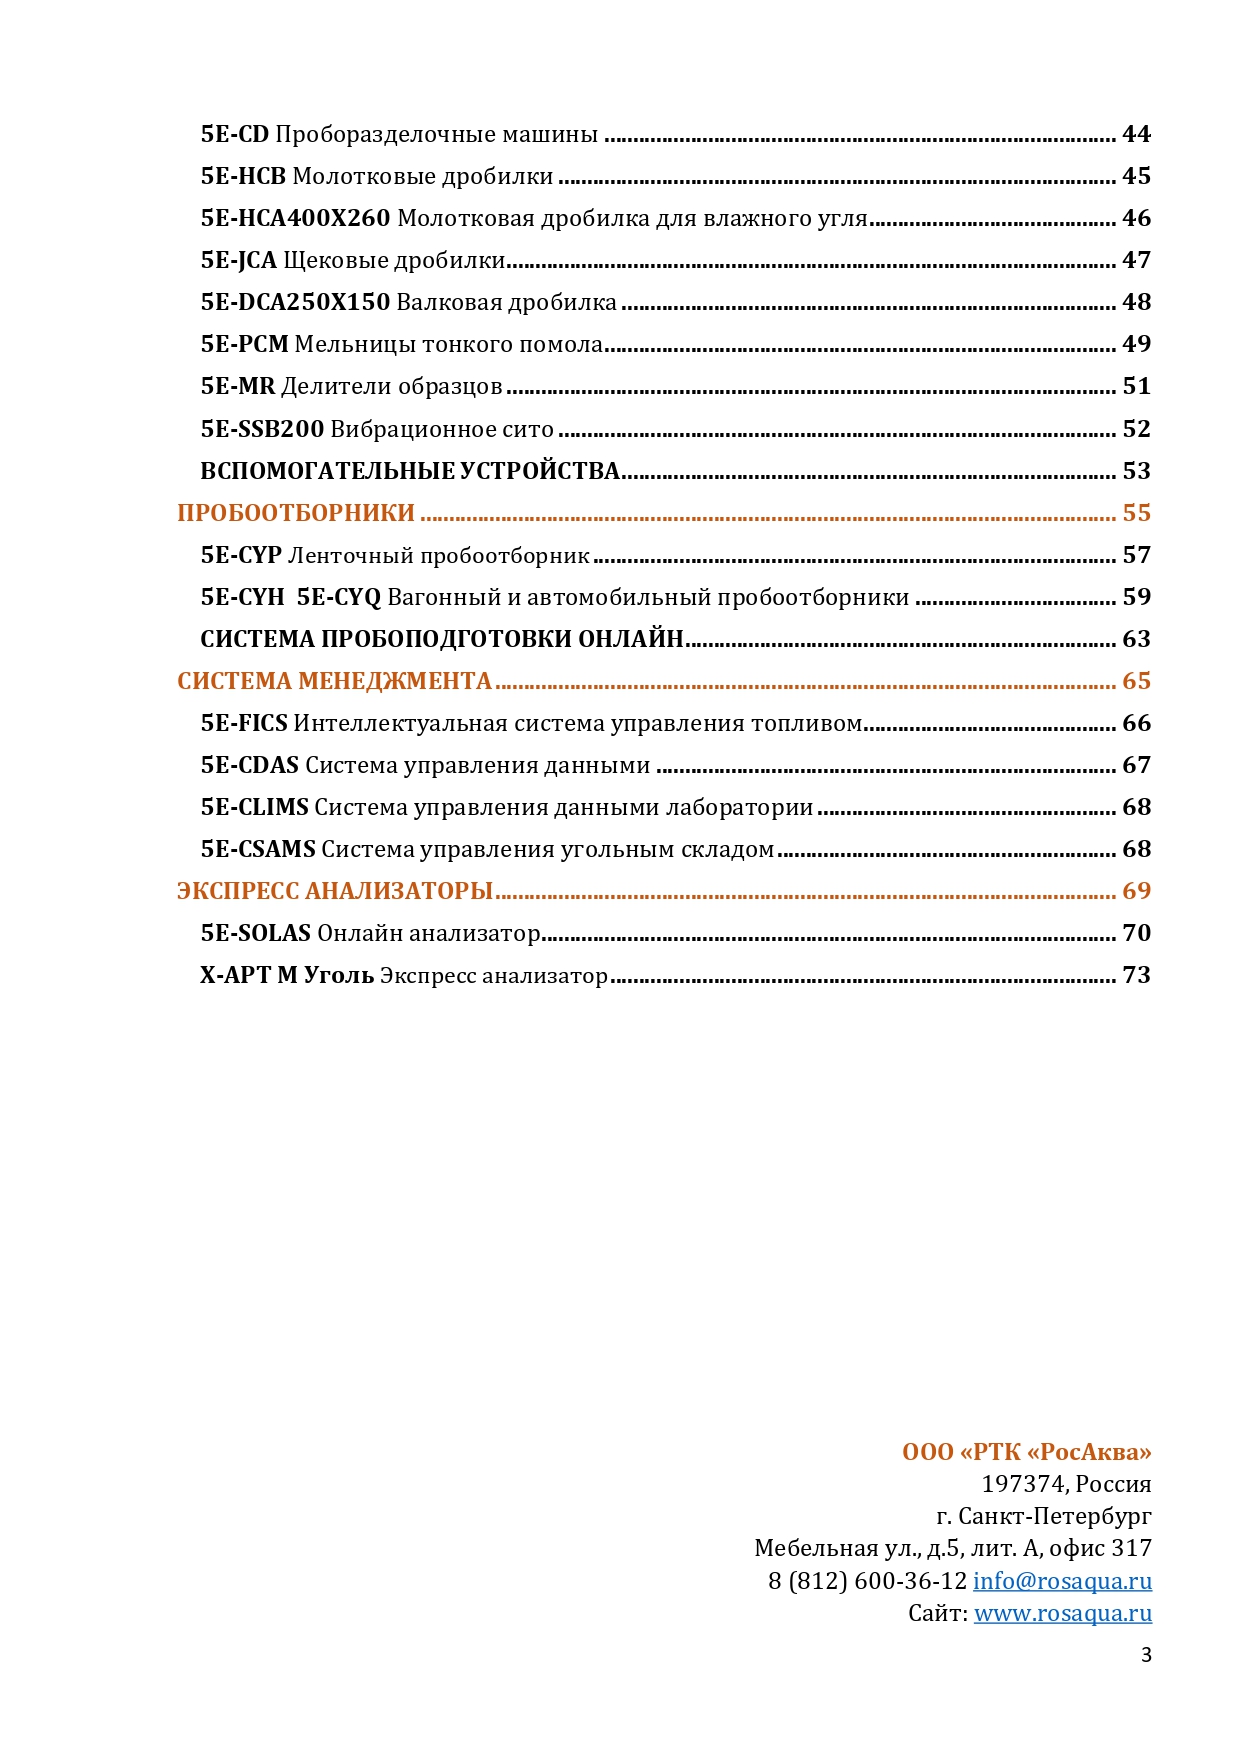 5E-CD Проборазделочные машины ........ 44
5E-HCB Молотковые дробилки ........ 45
5E-HCA400X260 Молотковая дробилка для влажного угля ........ 46
5E-JCA Щековые дробилки ........ 47
5E-DCA250X150 Валковая дробилка ........ 48
5E-PCM Мельницы тонкого помола ........ 49
5E-MR Делители образцов ........ 51
5E-SSB200 Вибрационное сито ........ 52
ВСПОМОГАТЕЛЬНЫЕ УСТРОЙСТВА ........ 53
ПРОБООТБОРНИКИ ........ 55
5E-CYP Ленточный пробоотборник ........ 57
5E-CYH 5E-CYQ Вагонный и автомобильный пробоотборники ........ 59
СИСТЕМА ПРОБОПОДГОТОВКИ ОНЛАЙН ........ 63
СИСТЕМА МЕНЕДЖМЕНТА ........ 65
5E-FICS Интеллектуальная система управления топливом ........ 66
5E-CDAS Система управления данными ........ 67
5E-CLIMS Система управления данными лаборатории ........ 68
5E-CSAMS Система управления угольным складом ........ 68
ЭКСПРЕСС АНАЛИЗАТОРЫ ........ 69
5E-SOLAS Онлайн анализатор ........ 70
X-АРТ М Уголь Экспресс анализатор ........ 73
ООО «РТК «РосАква»
197374, Россия
г. Санкт-Петербург
Мебельная ул., д.5, лит. А, офис 317
8 (812) 600-36-12 info@rosaqua.ru
Сайт: www.rosaqua.ru
3